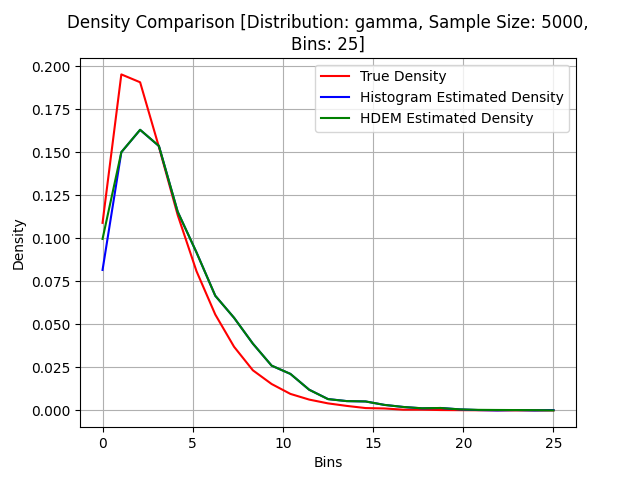 Density Comparison [Distribution: gamma, Sample Size: 5000,
Bins: 25]
True Density
Histogram Estimated Density
HDEM Estimated Density
0.200
0.175
0.150
0.125
0.100
0.075
0.050
0.025
0.000
Density
0
5
10
15
20
25
Bins